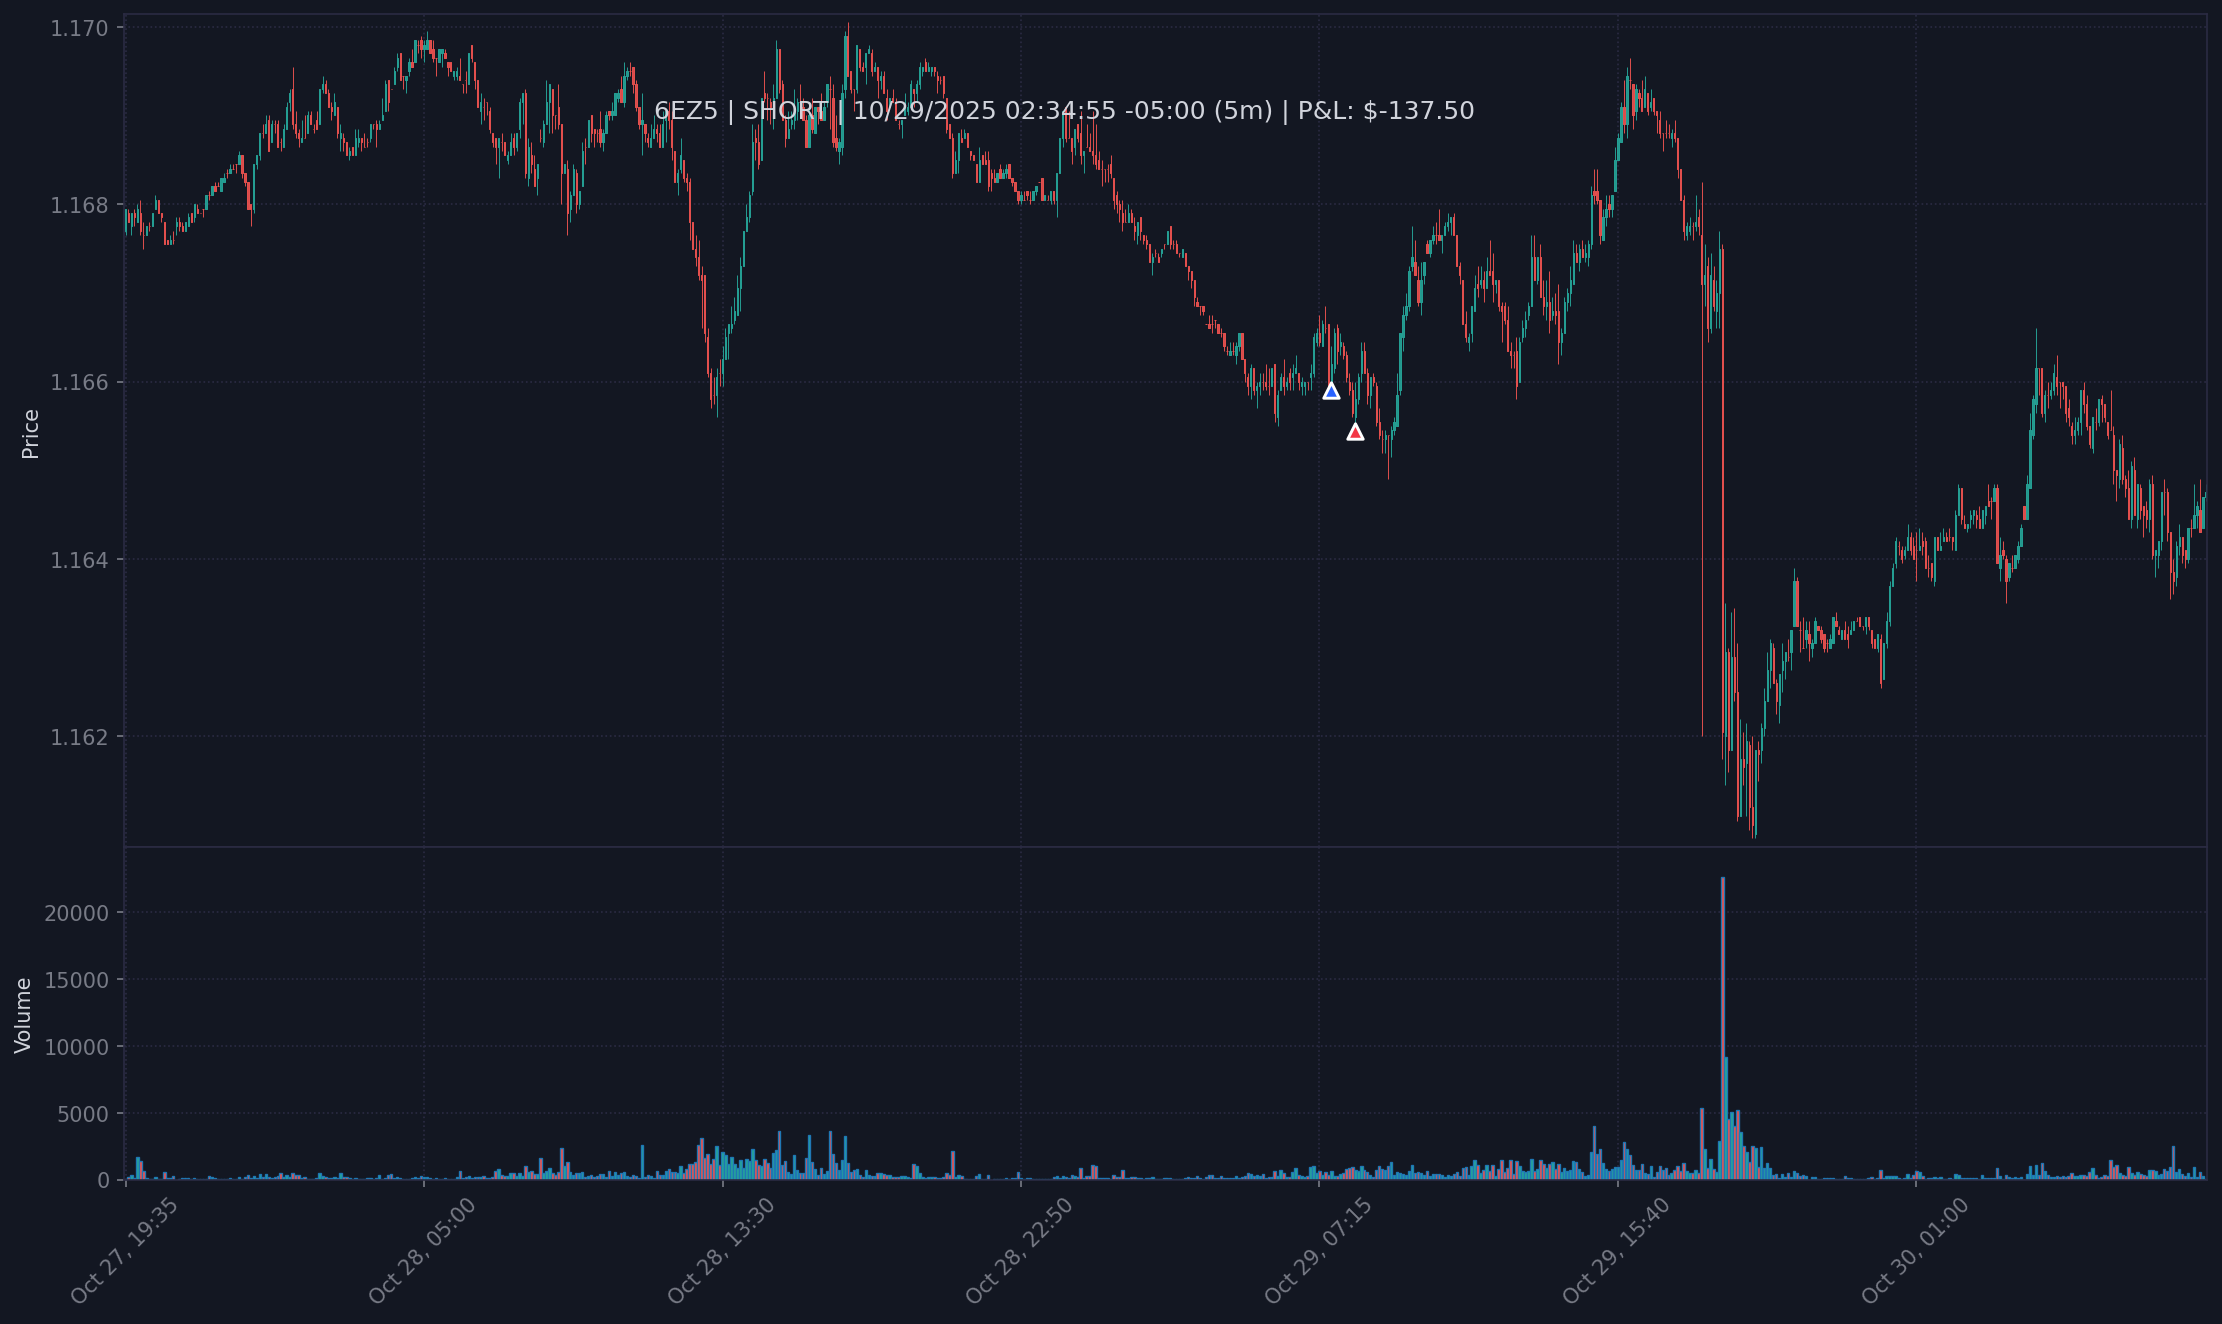 6EZ5 | SHORT | 10/29/2025 02:34:55 -05:00 (5m) | P&L: $-137.50
Price
1.170
1.168
1.166
1.164
1.162
Volume
20000
15000
10000
5000
0
Oct 27, 19:35
Oct 28, 05:00
Oct 28, 13:30
Oct 28, 22:50
Oct 29, 07:15
Oct 29, 15:40
Oct 30, 01:00